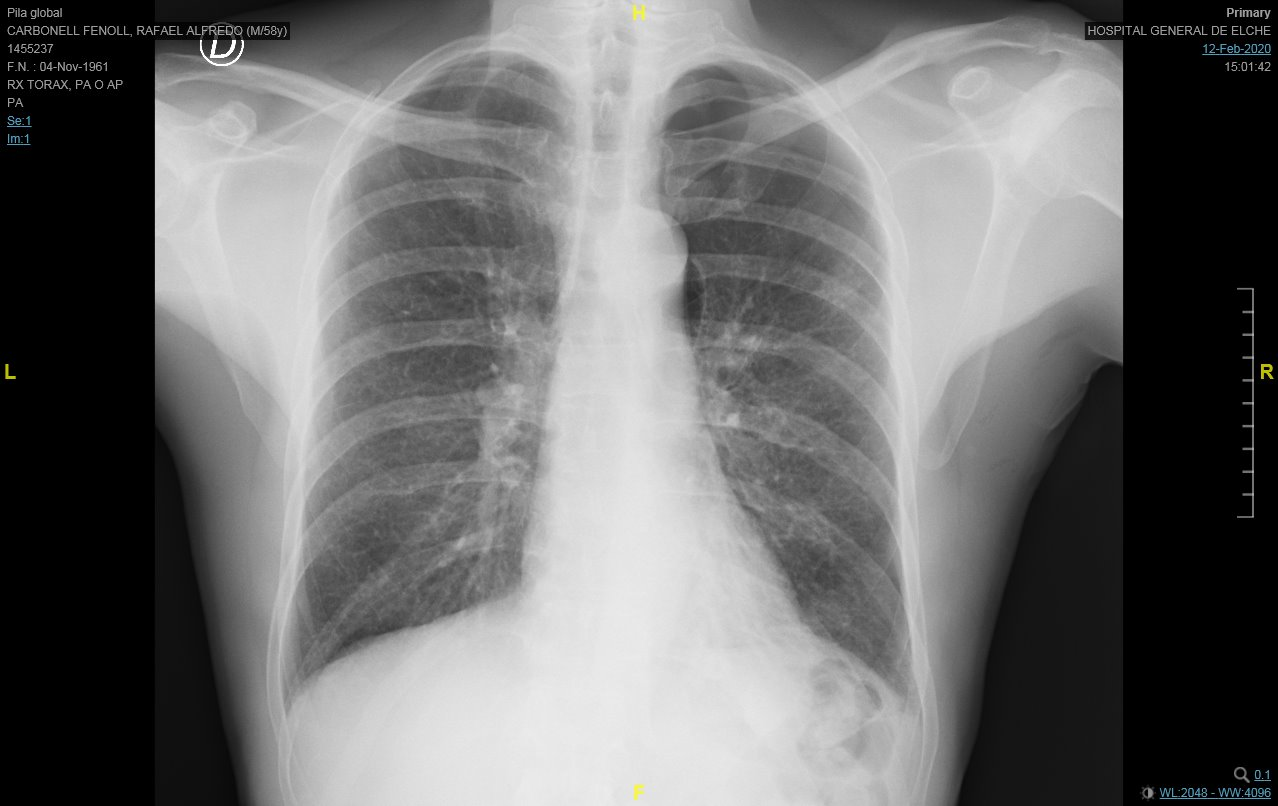 Pila global
CARBONELL FENOLL, RAFAEL ALFREDO (M/58y)
1455237
F.N. : 04-Nov-1961
RX TORAX, PA O AP
PA
Se:1
Im:1
D
H
Primary
HOSPITAL GENERAL DE ELCHE
12-Feb-2020
15:01:42
L
R
F
0.1
WL:2048 - WW:4096